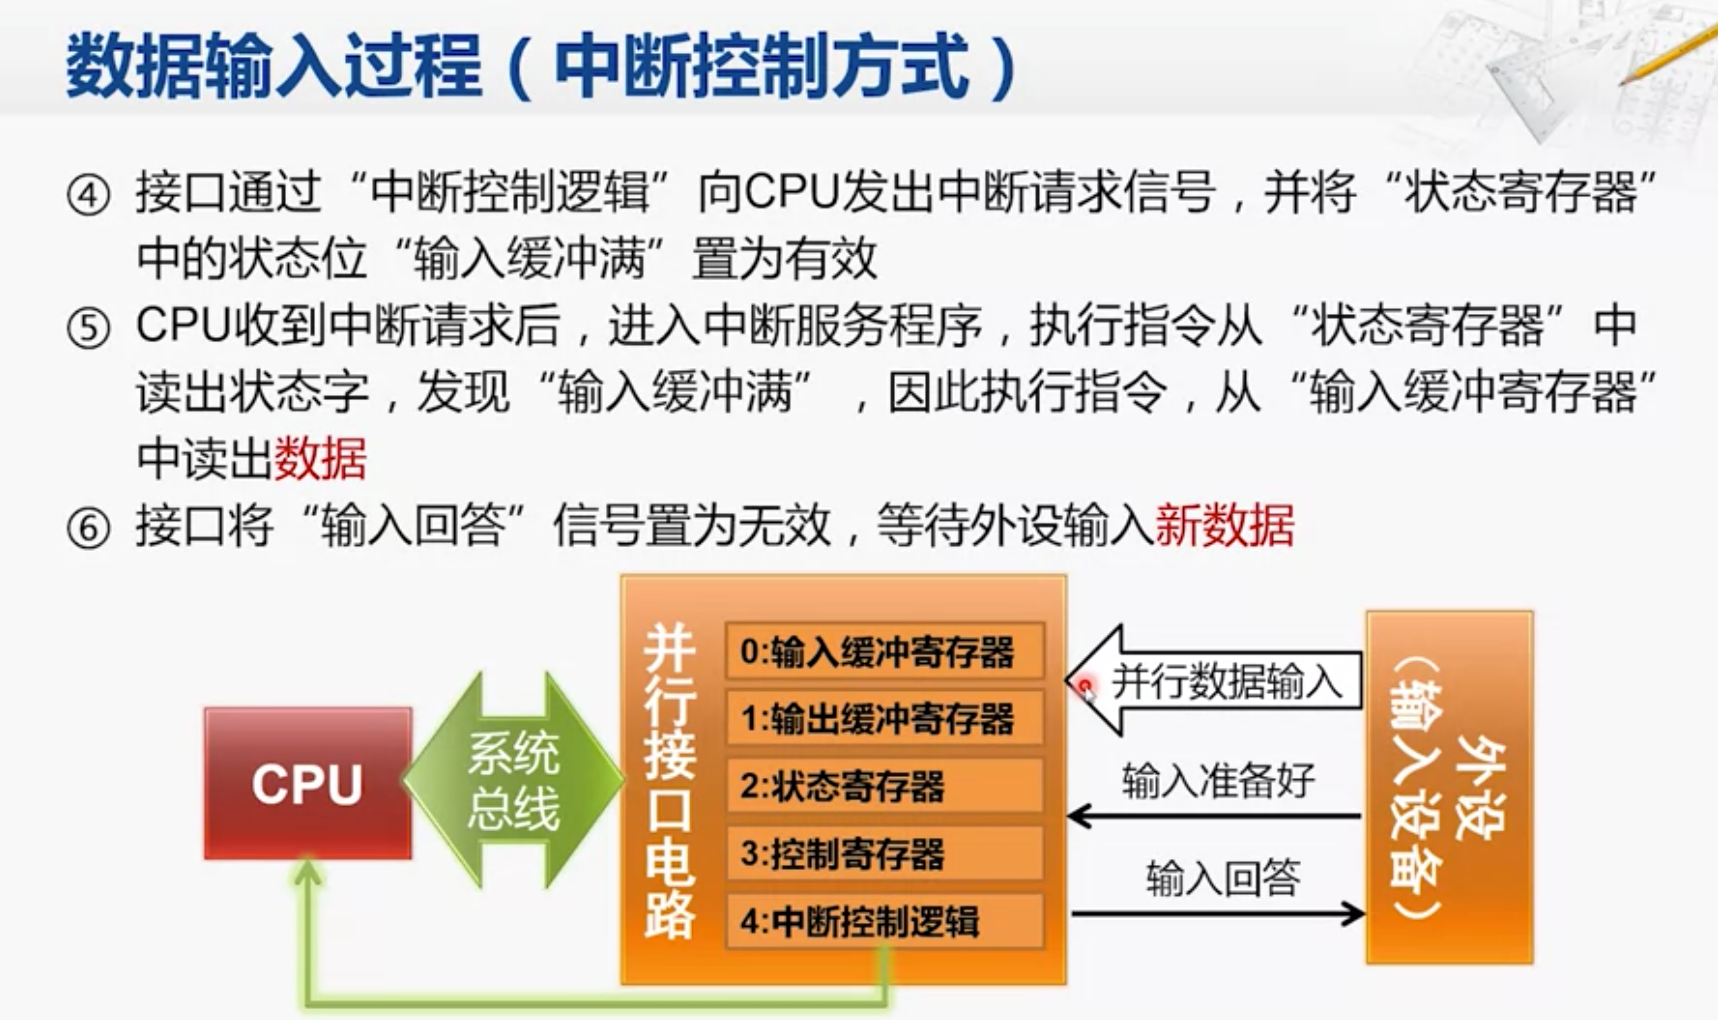 数据输入过程（中断控制方式）
④ 接口通过“中断控制逻辑”向CPU发出中断请求信号，并将“状态寄存器”
中的状态位“输入缓冲满”置为有效
⑤ CPU收到中断请求后，进入中断服务程序，执行指令从“状态寄存器”中
读出状态字，发现“输入缓冲满”，因此执行指令，从“输入缓冲寄存器”
中读出数据
⑥ 接口将“输入回答”信号置为无效，等待外设输入新数据
CPU
系统
总线
并行接口电路
0:输入缓冲寄存器
1:输出缓冲寄存器
2:状态寄存器
3:控制寄存器
4:中断控制逻辑
并行数据输入
输入准备好
输入回答
外设
（输入设备）